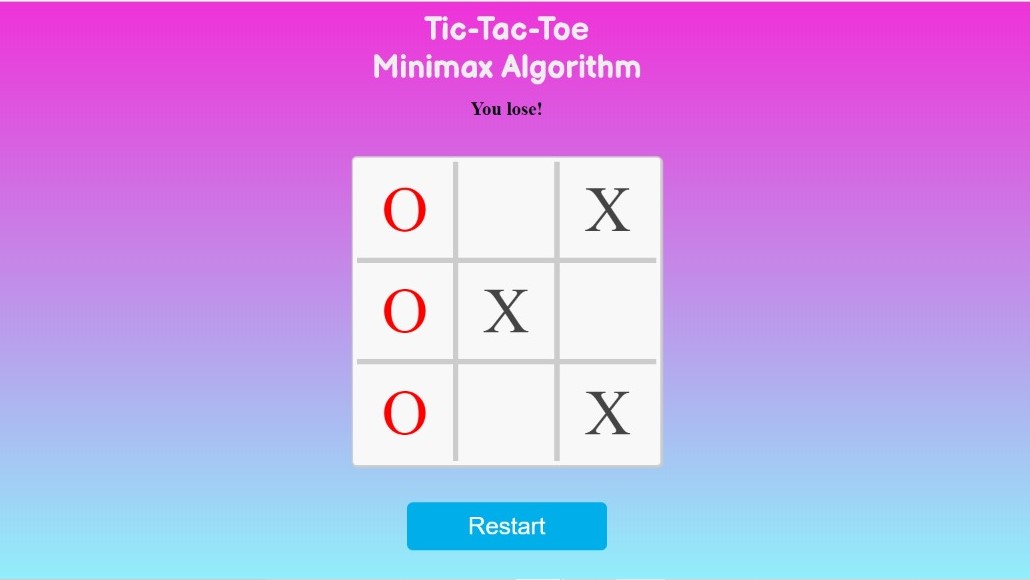 Tic-Tac-Toe
Minimax Algorithm
You lose!
O X
O X
O X
Restart